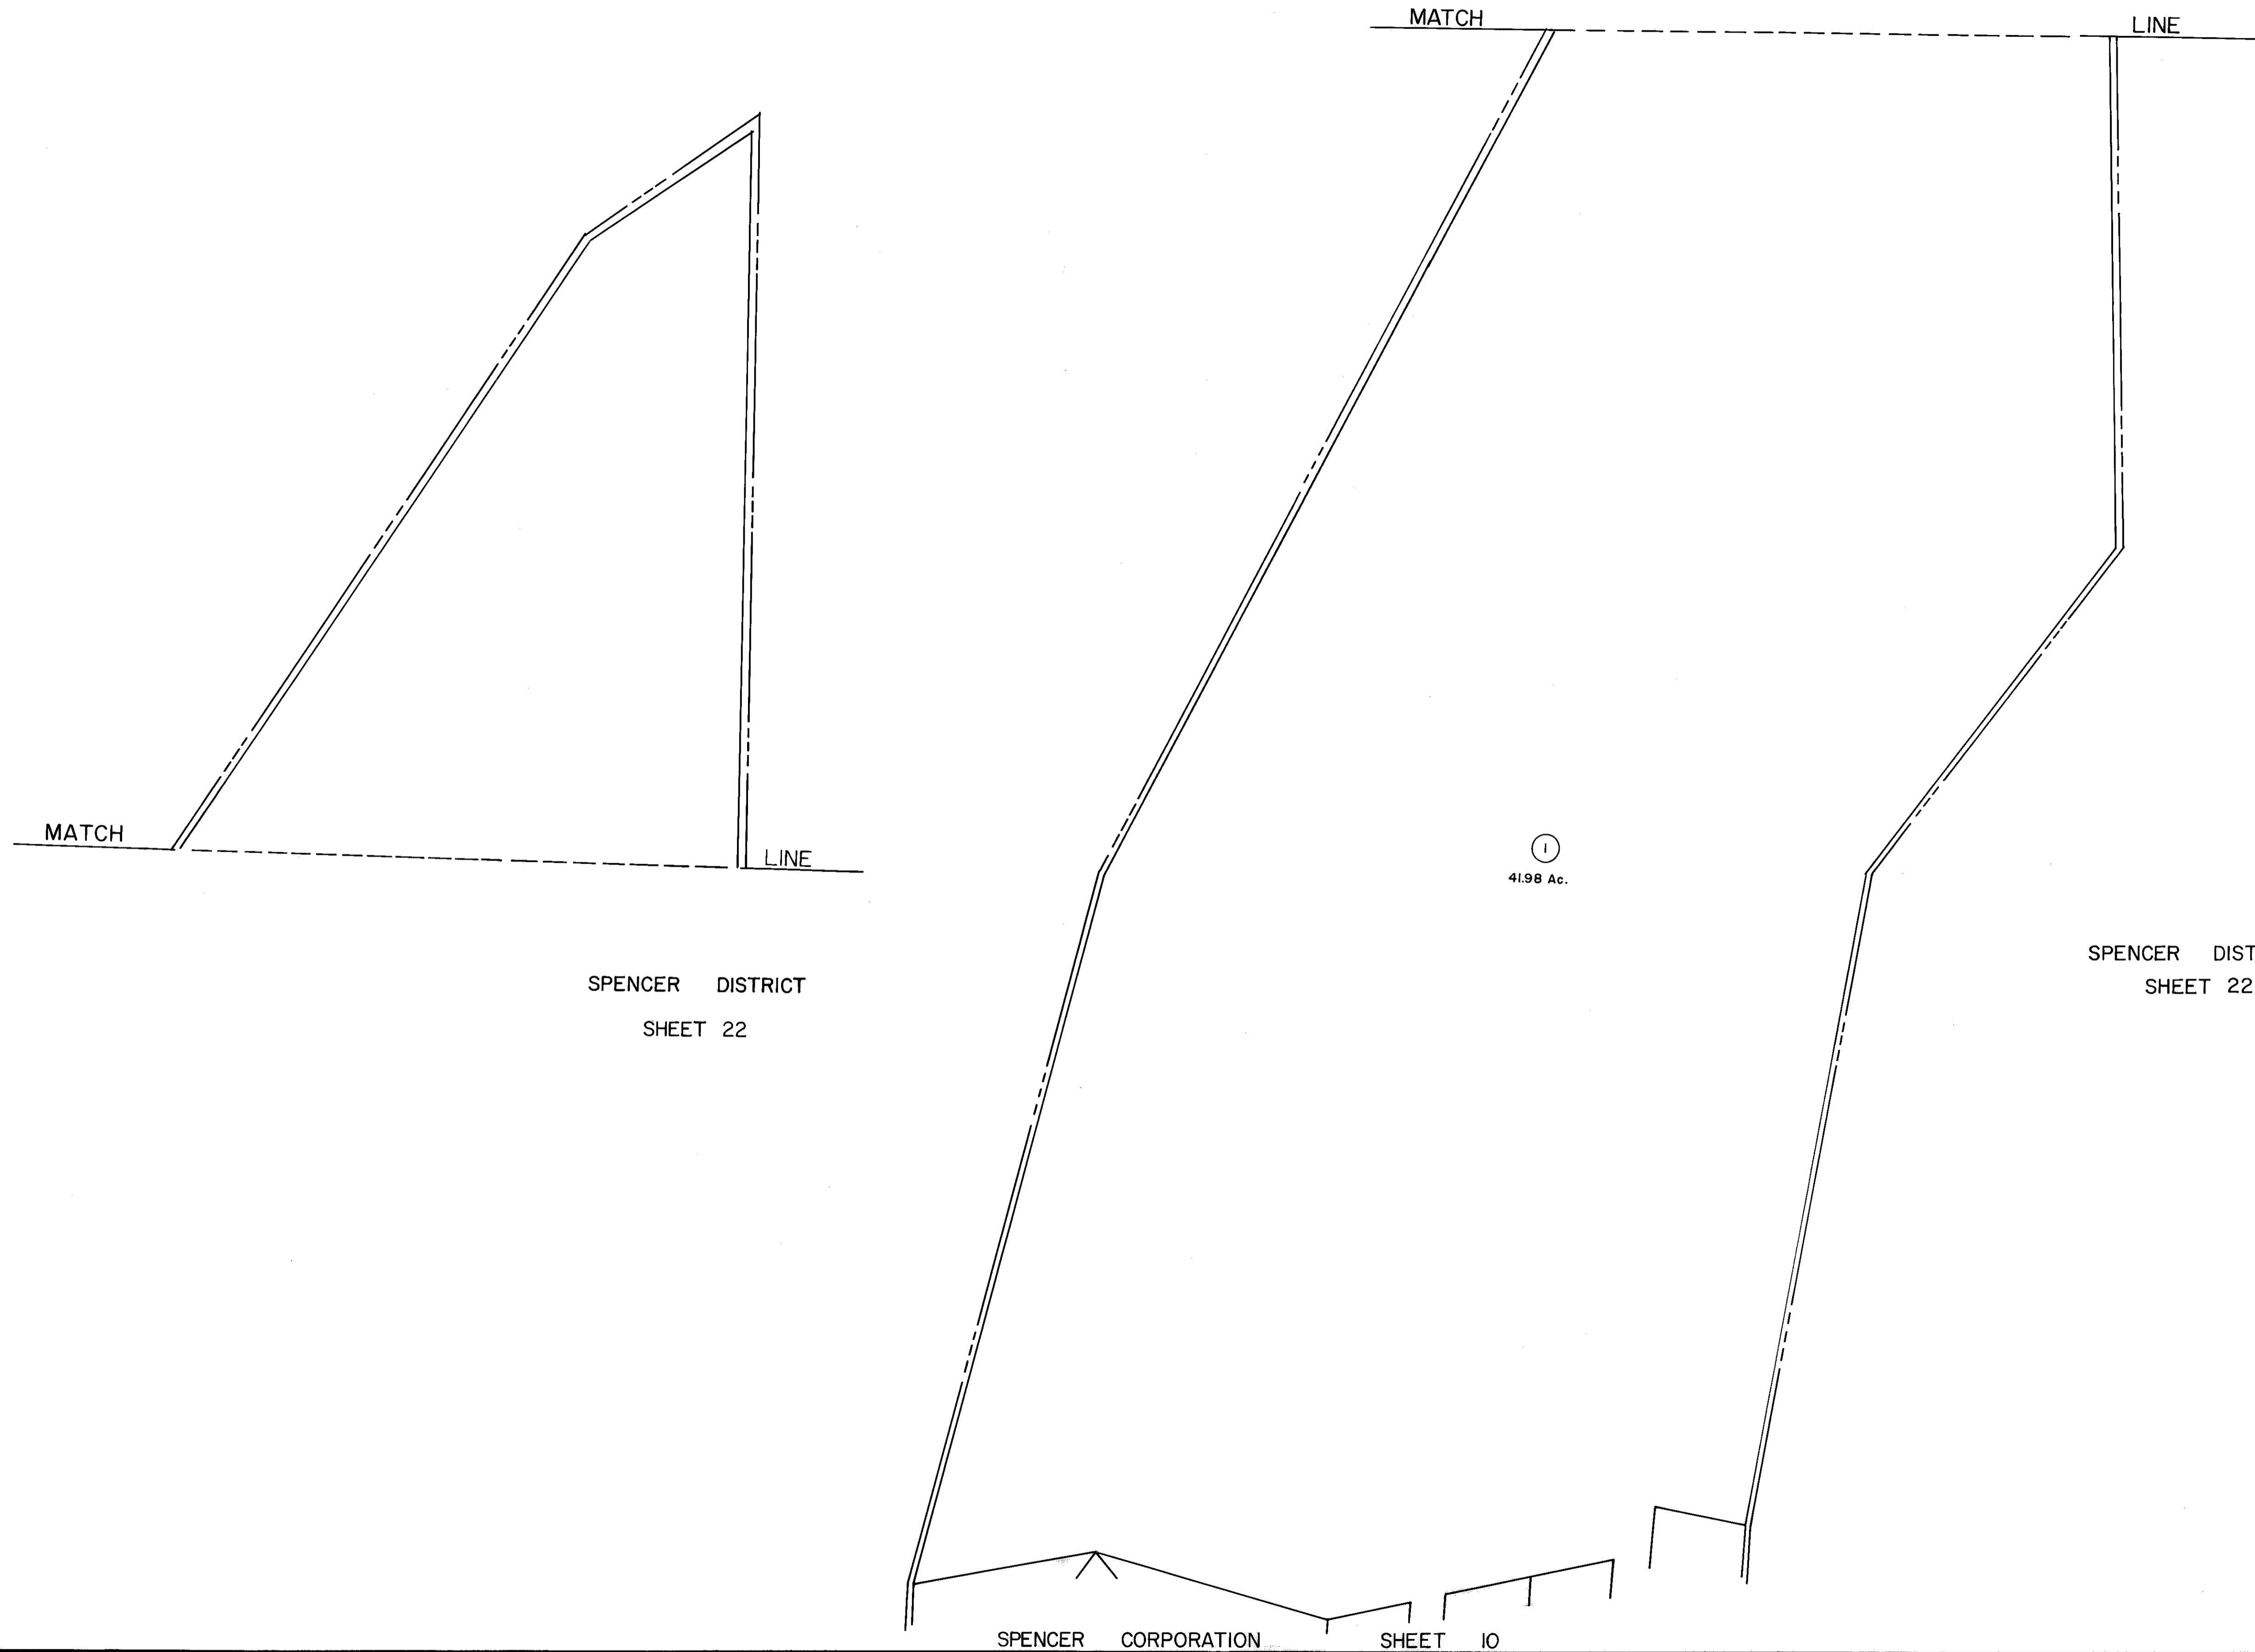 MATCH
LINE
MATCH
LINE
1
41.98 Ac.
SPENCER DISTRICT
SHEET 22
SPENCER DIST
SHEET 22
SPENCER CORPORATION SHEET 10